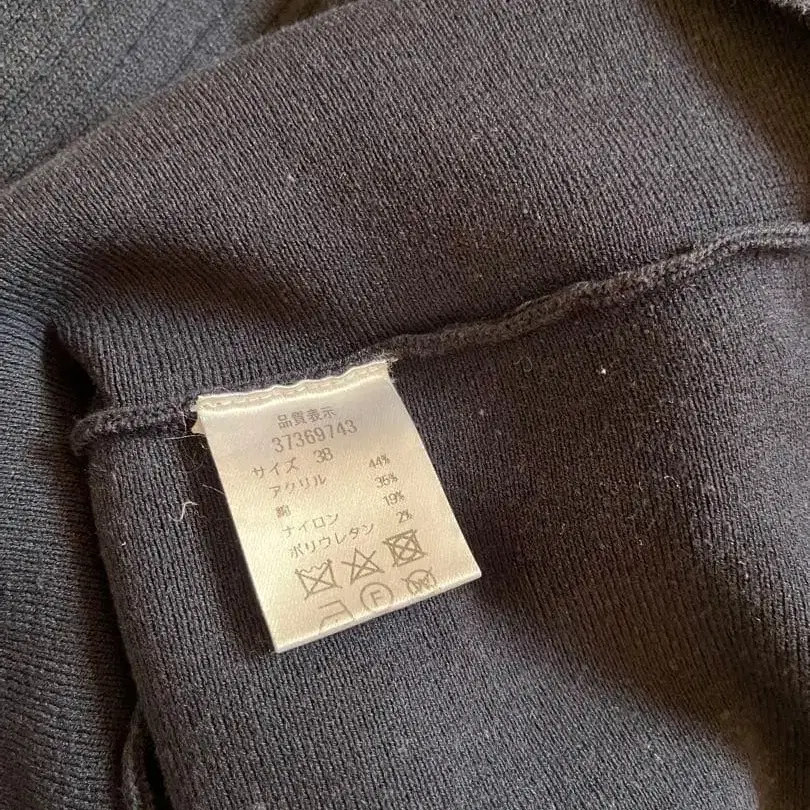 品質表示
37369743
サイズ 38
アクリル 44%
綿 35%
ナイロン 19%
ポリウレタン 2%
F W